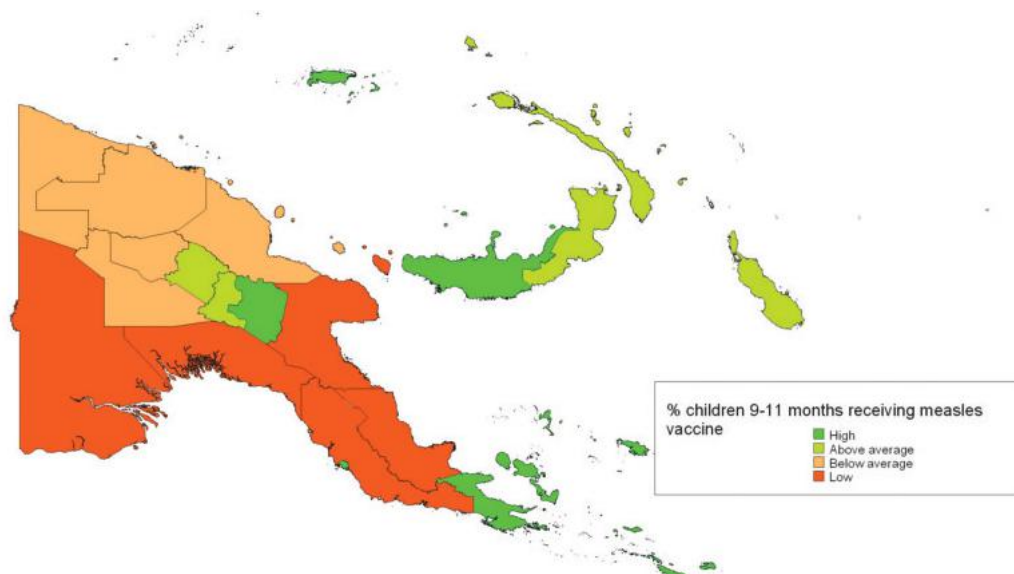 % children 9-11 months receiving measles
vaccine
High
Above average
Below average
Low